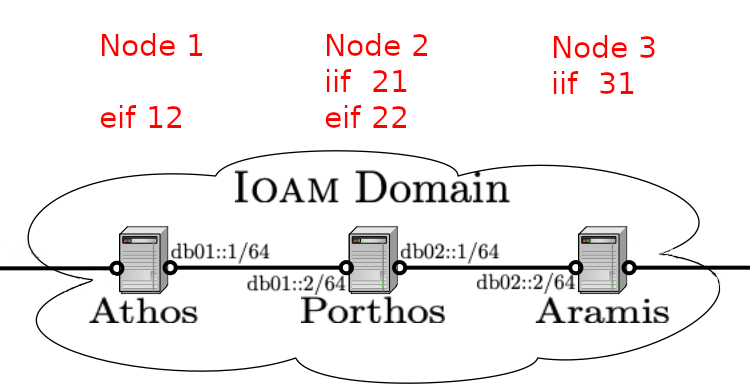 Node 1
eif 12
Node 2
iif 21
eif 22
Node 3
iif 31
IOAM Domain
db01::1/64
db01::2/64
db02::1/64
db02::2/64
Athos
Porthos
Aramis